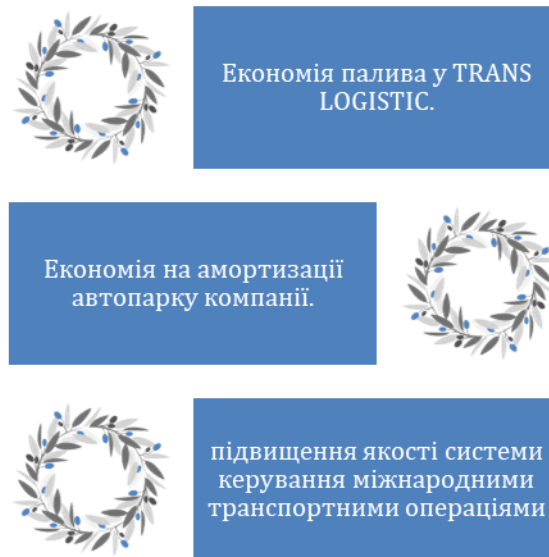 Економія палива у TRANS
LOGISTIC.
Економія на амортизації
автопарку компанії.
підвищення якості системи
керування міжнародними
транспортними операціями